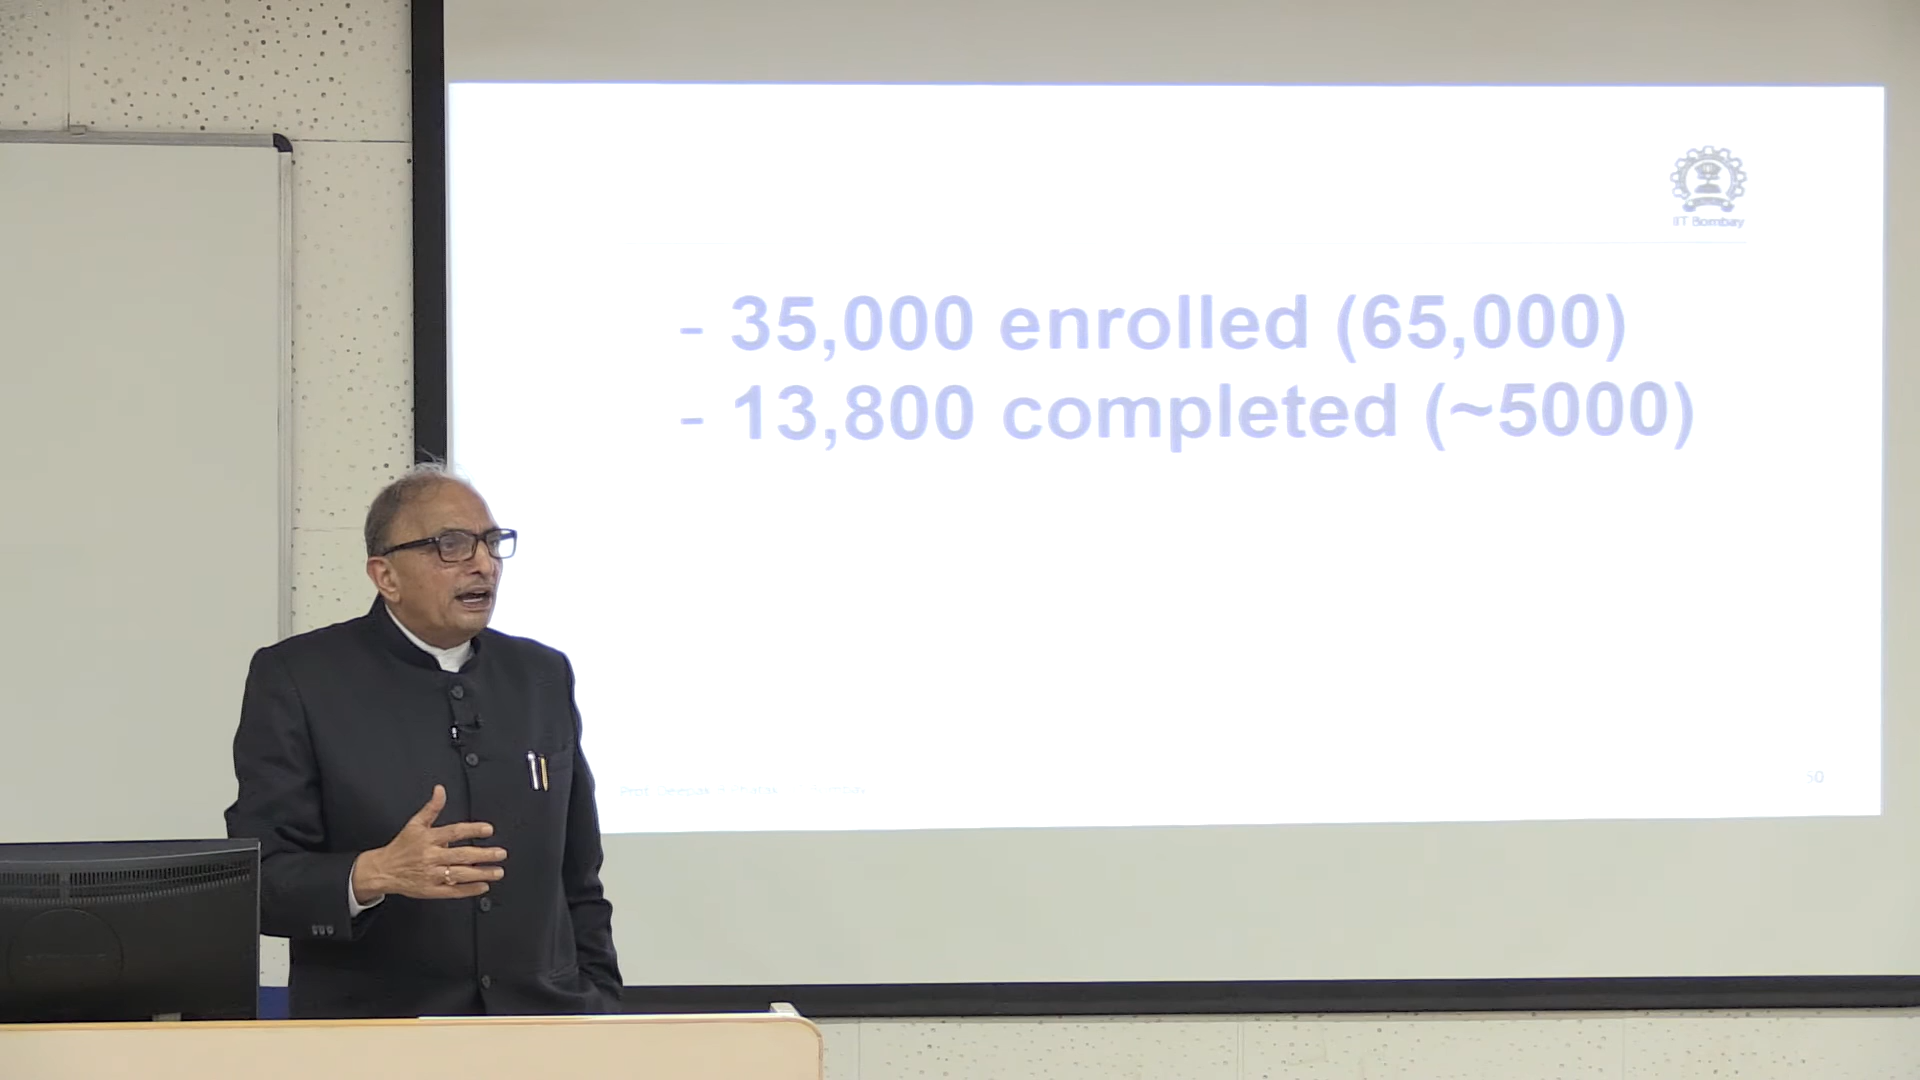 IIT Bombay
- 35,000 enrolled (65,000)
- 13,800 completed (~5000)